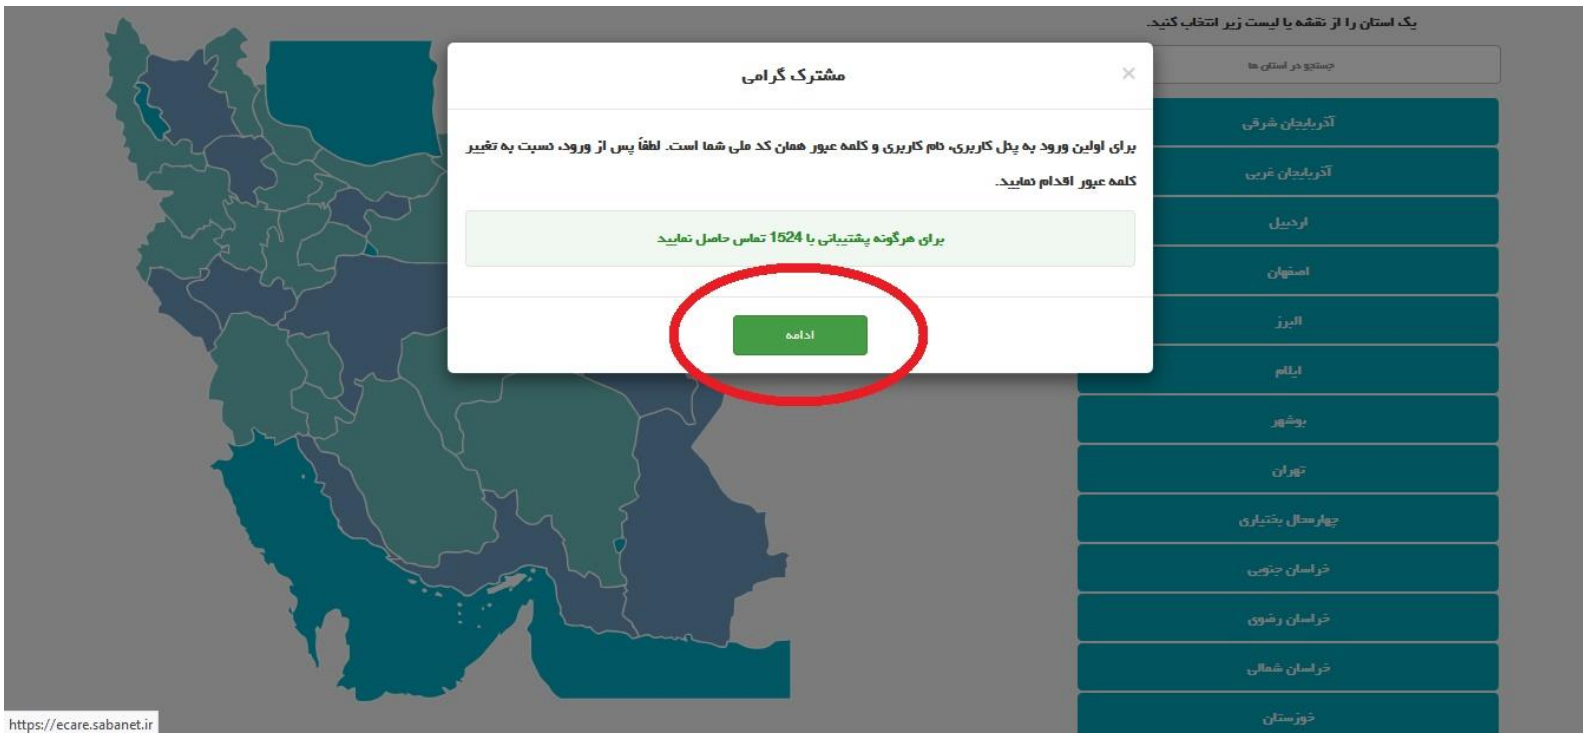 یک استان را از نقشه یا لیست زیر انتخاب کنید.
جستجو در استان ها
مشترک گرامی
×
برای اولین ورود به پنل کاربری، نام کاربری و کلمه عبور همان کد ملی شما است. لطفاً پس از ورود، نسبت به تغییر
کلمه عبور اقدام نمایید.
برای هرگونه پشتیبانی با 1524 تماس حاصل نمایید
ادامه
آذربایجان شرقی
آذربایجان غربی
اردبیل
اصفهان
البرز
ایلام
بوشهر
تهران
چهارمحال بختیاری
خراسان جنوبی
خراسان رضوی
خراسان شمالی
خوزستان
https://ecare.sabanet.ir